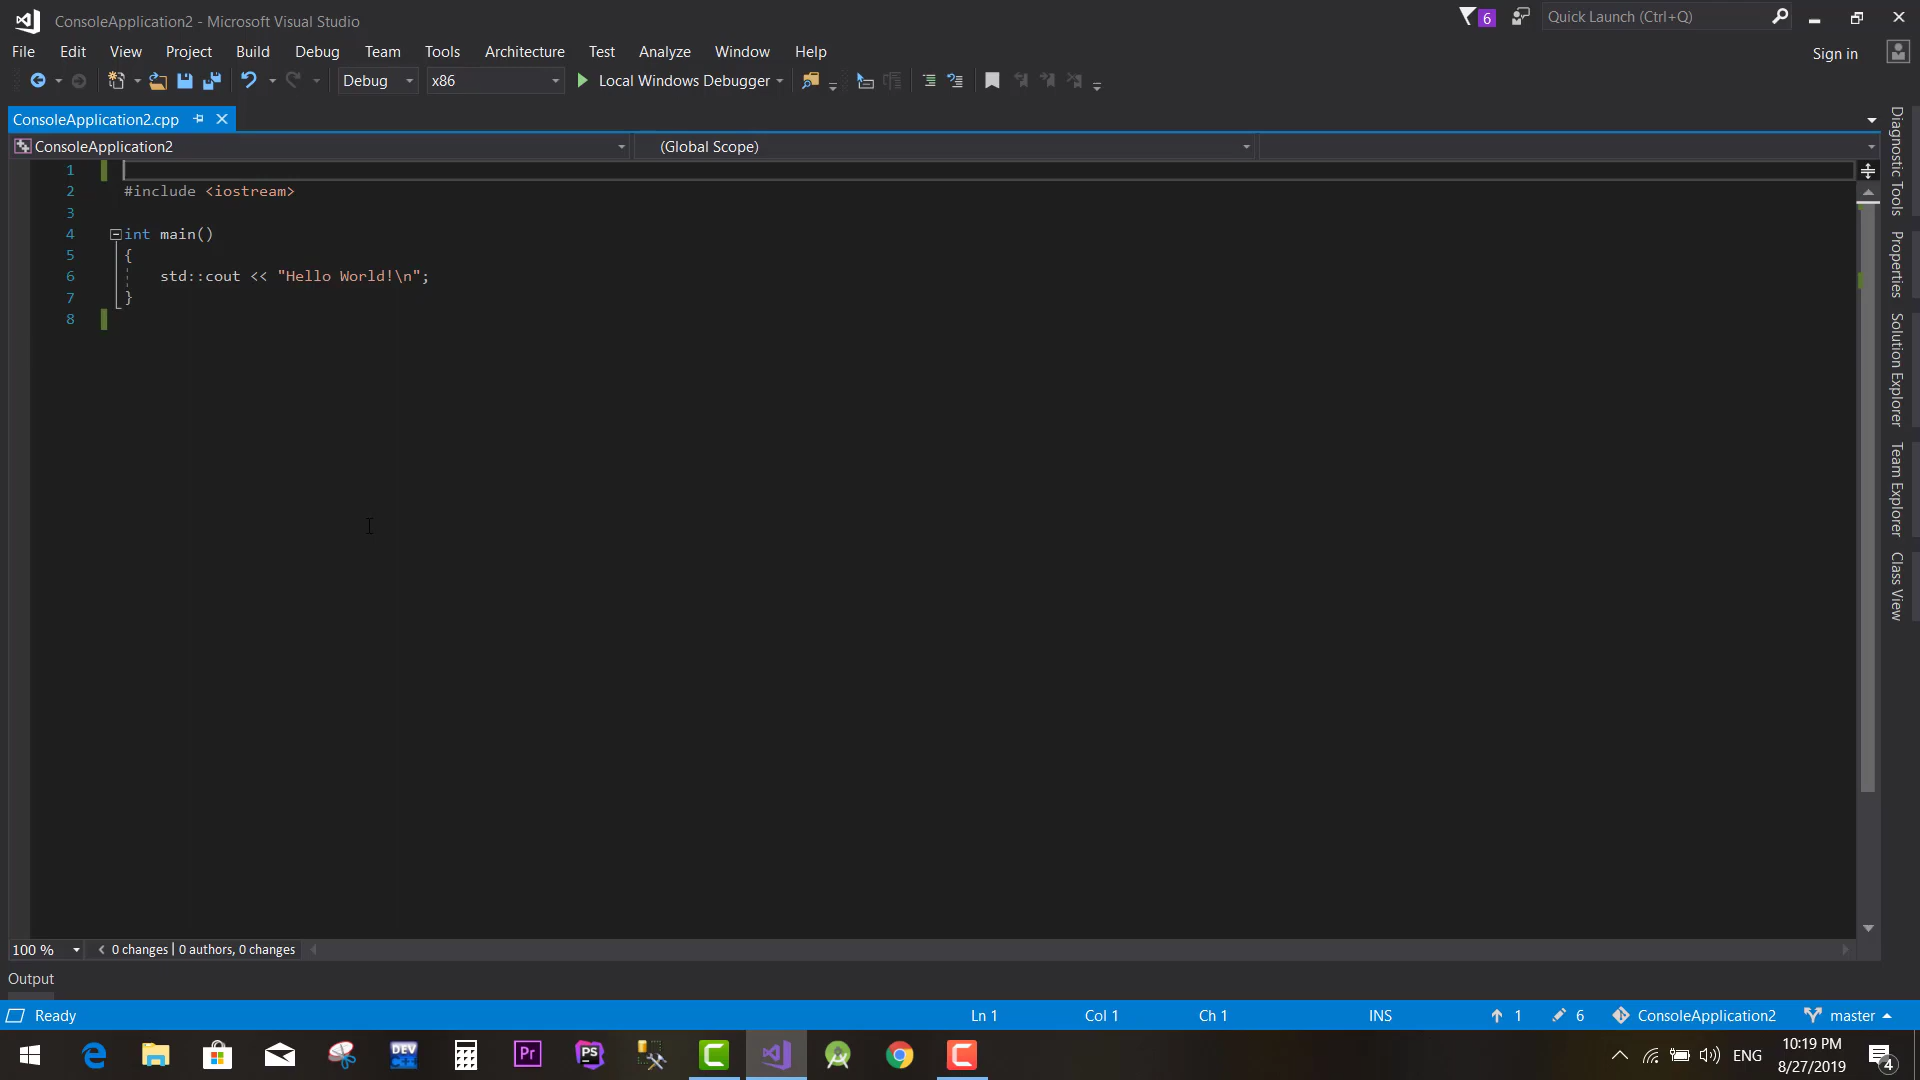 ConsoleApplication2 - Microsoft Visual Studio
6
Quick Launch (Ctrl+Q)
File Edit View Project Build Debug Team Tools Architecture Test Analyze Window Help
Sign in
Debug x86 Local Windows Debugger
ConsoleApplication2.cpp
ConsoleApplication2 (Global Scope)
1
2 #include <iostream>
3
4 int main()
5 {
6 std::cout << "Hello World!\n";
7 }
8
Diagnostic Tools
Properties
Solution Explorer
Team Explorer
Class View
100 % 0 changes | 0 authors, 0 changes
Output
Ready Ln 1 Col 1 Ch 1 INS 1 6 ConsoleApplication2 master
DEV
Pr
PS
ENG
10:19 PM
8/27/2019
4